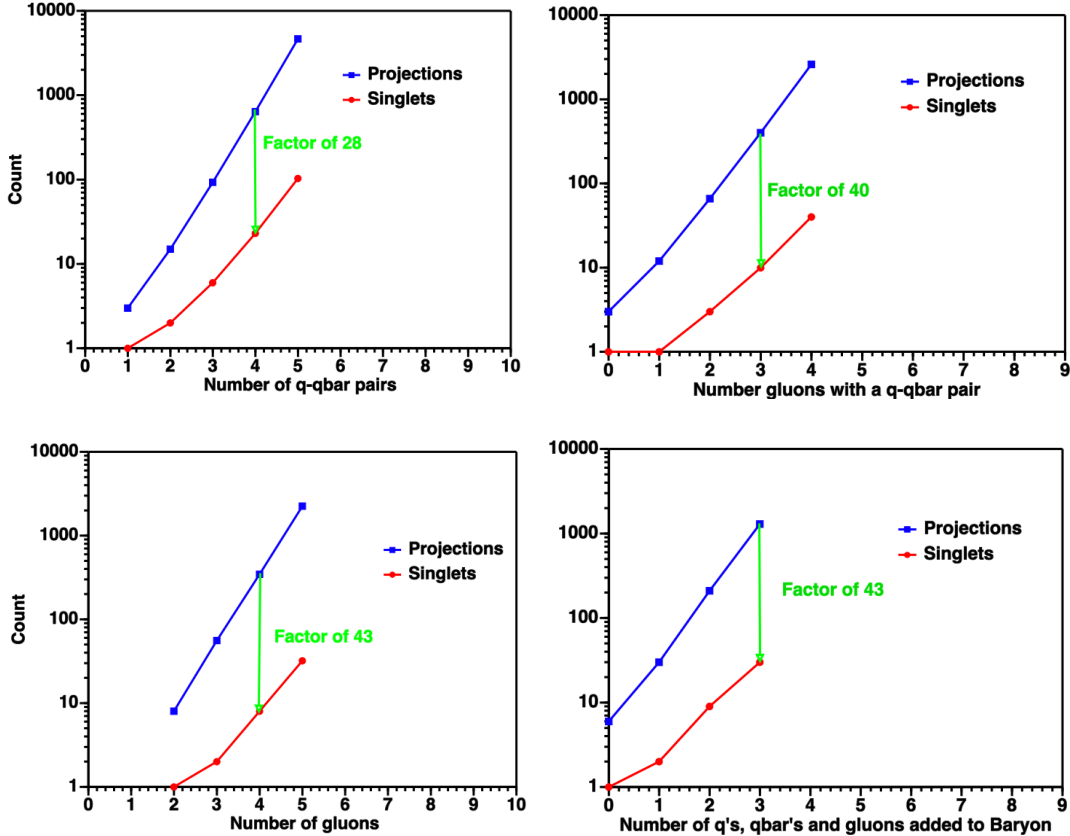 10000
1000
100
10
1
Count
Projections
Singlets
Factor of 28
0 1 2 3 4 5 6 7 8 9 10
Number of q-qbar pairs
10000
1000
100
10
1
Projections
Singlets
Factor of 40
0 1 2 3 4 5 6 7 8 9
Number gluons with a q-qbar pair
10000
1000
100
10
1
Count
Projections
Singlets
Factor of 43
0 1 2 3 4 5 6 7 8 9 10
Number of gluons
10000
1000
100
10
1
Projections
Singlets
Factor of 43
0 1 2 3 4 5 6 7 8 9
Number of q's, qbar's and gluons added to Baryon